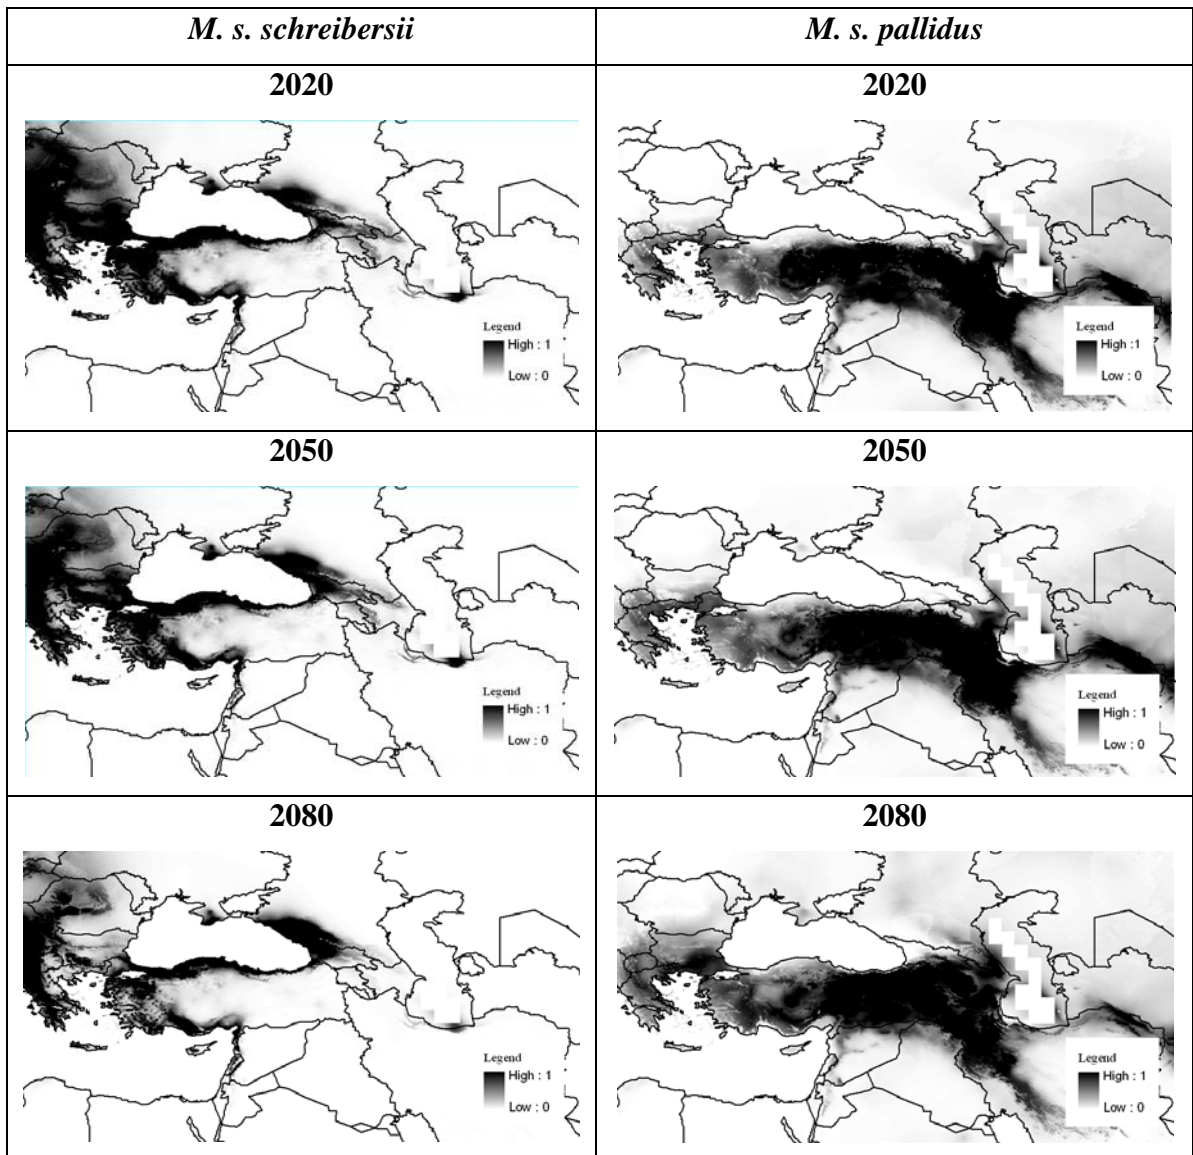 M. s. schreibersii
M. s. pallidus
2020
Legend
High : 1
Low : 0
2020
Legend
High :1
Low : 0
2050
Legend
High : 1
Low : 0
2050
Legend
High : 1
Low : 0
2080
Legend
High : 1
Low : 0
2080
Legend
High : 1
Low : 0